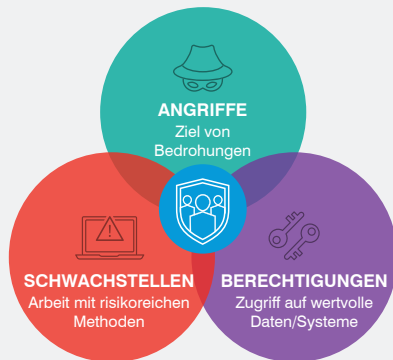 ANGRIFFE
Ziel von
Bedrohungen
SCHWACHSTELLEN
Arbeit mit risikoreichen
Methoden
BERECHTIGUNGEN
Zugriff auf wertvolle
Daten/Systeme